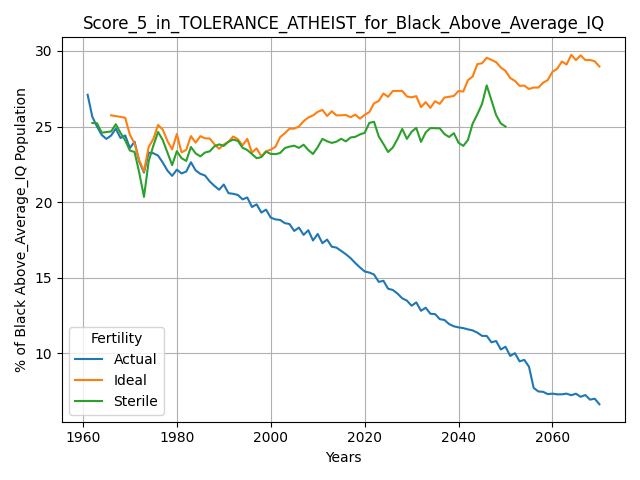 Score_5_in_TOLERANCE_ATHEIST_for_Black_Above_Average_IQ
% of Black Above_Average_IQ Population
30
25
20
15
10
Fertility
Actual
Ideal
Sterile
1960 1980 2000 2020 2040 2060
Years